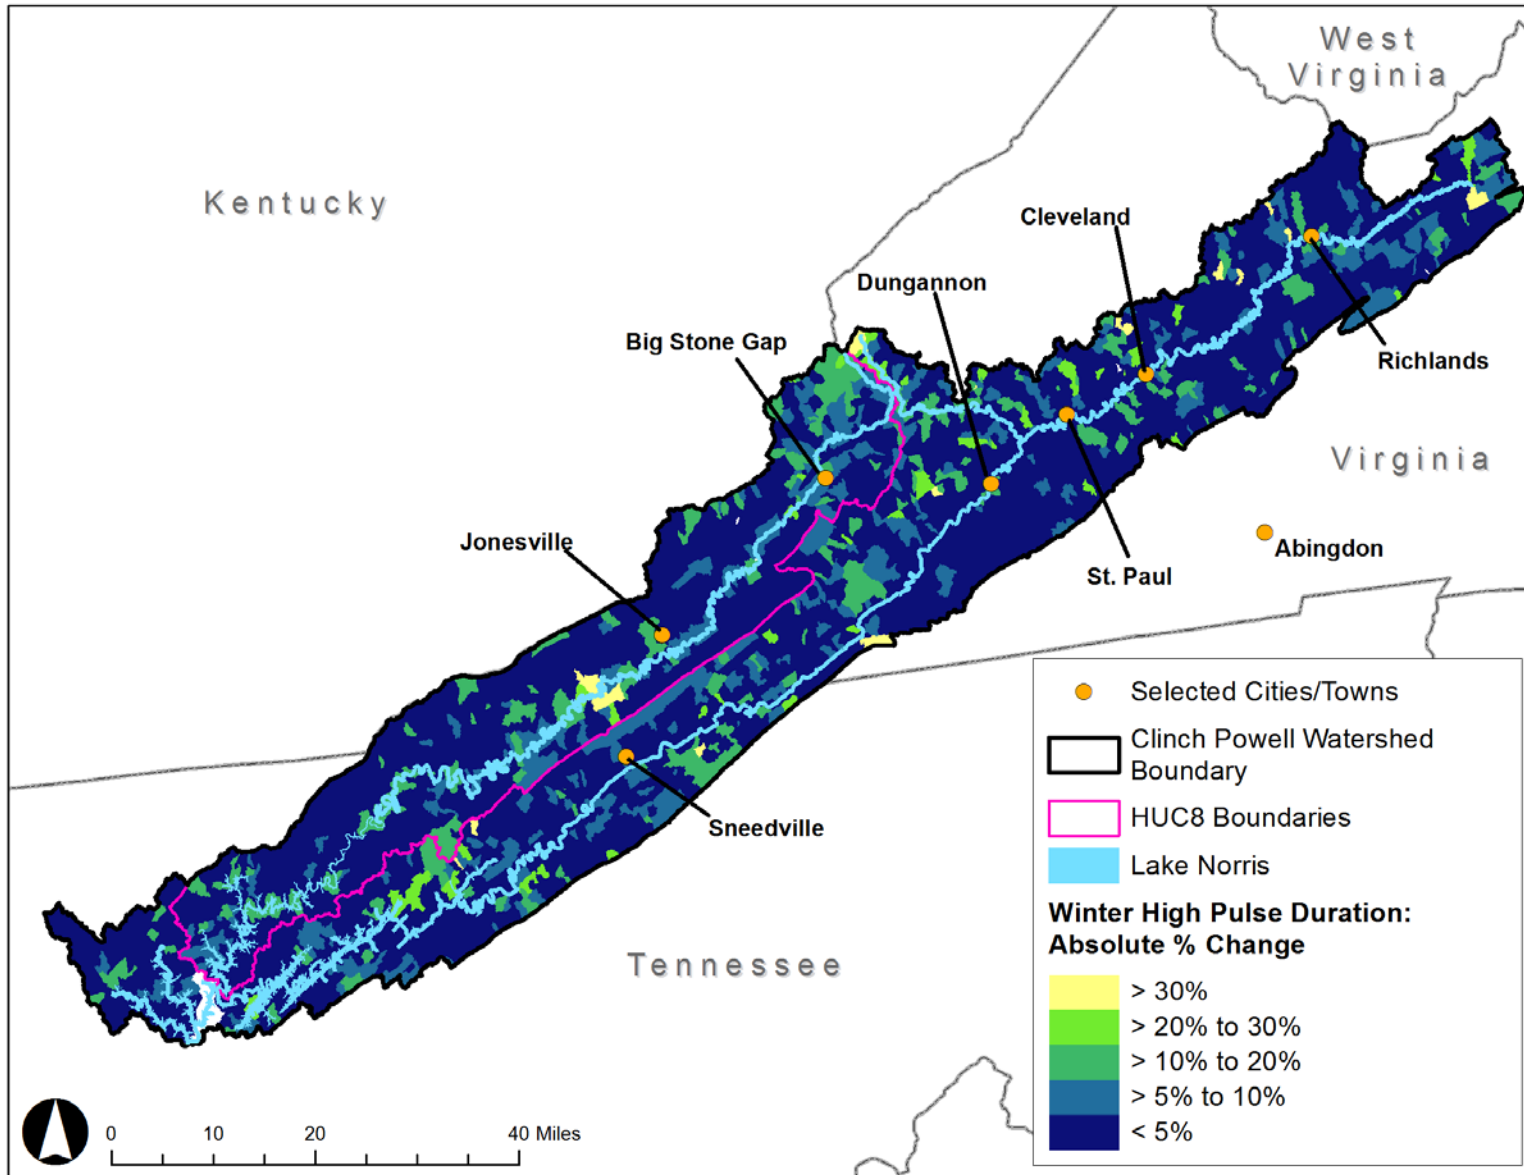 West
Virginia
Kentucky
Cleveland
Dungannon
Big Stone Gap
Richlands
Virginia
Jonesville
Abingdon
St. Paul
Sneedville
Tennessee
Selected Cities/Towns
Clinch Powell Watershed
Boundary
HUC8 Boundaries
Lake Norris
Winter High Pulse Duration:
Absolute % Change
> 30%
> 20% to 30%
> 10% to 20%
> 5% to 10%
< 5%
0 10 20 40 Miles